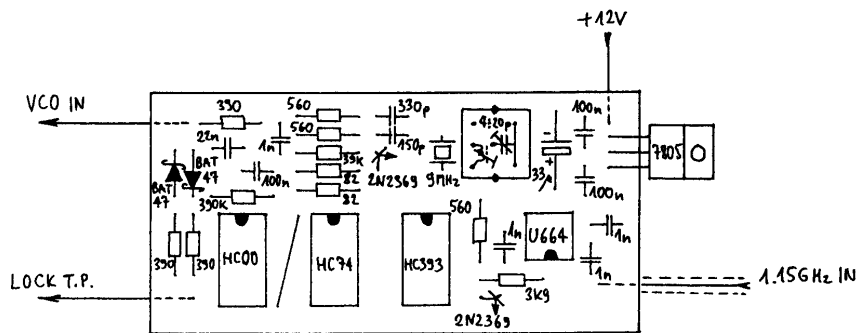 +12V
VCO IN
390
560
330p
4÷20p
100n
22n
1n
560
150p
7805
BAT
47
39K
2N2369
9MHz
33µ
BAT
47
100n
82
100n
390K
82
560
U664
1n
390
390
HC00
HC74
HC393
1n
1n
LOCK T.P.
3K9
1.15GHz IN
2N2369